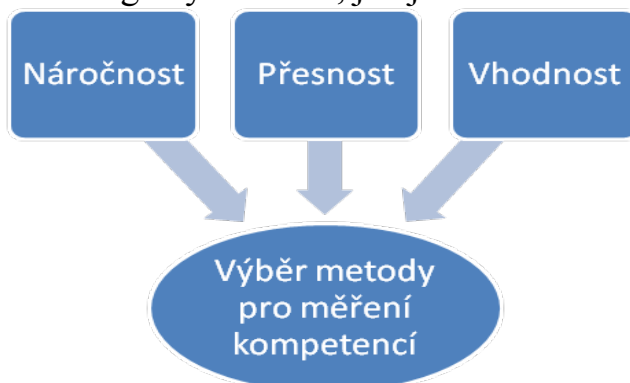 Náročnost
Přesnost
Vhodnost
Výběr metody
pro měření
kompetencí